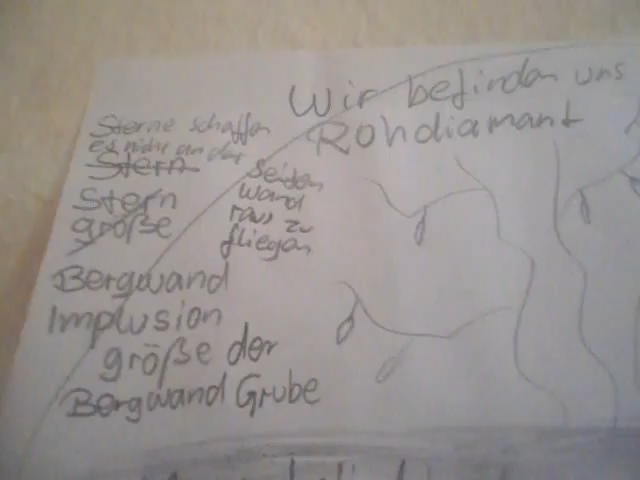 Wir befinden uns
Rohdiamant
Sterne schaffen
es nicht an der
Stern
Seiten
wand
raus zu
fliegen
Stern
größe
Bergwand
Implusion
größe der
Bergwand Grube